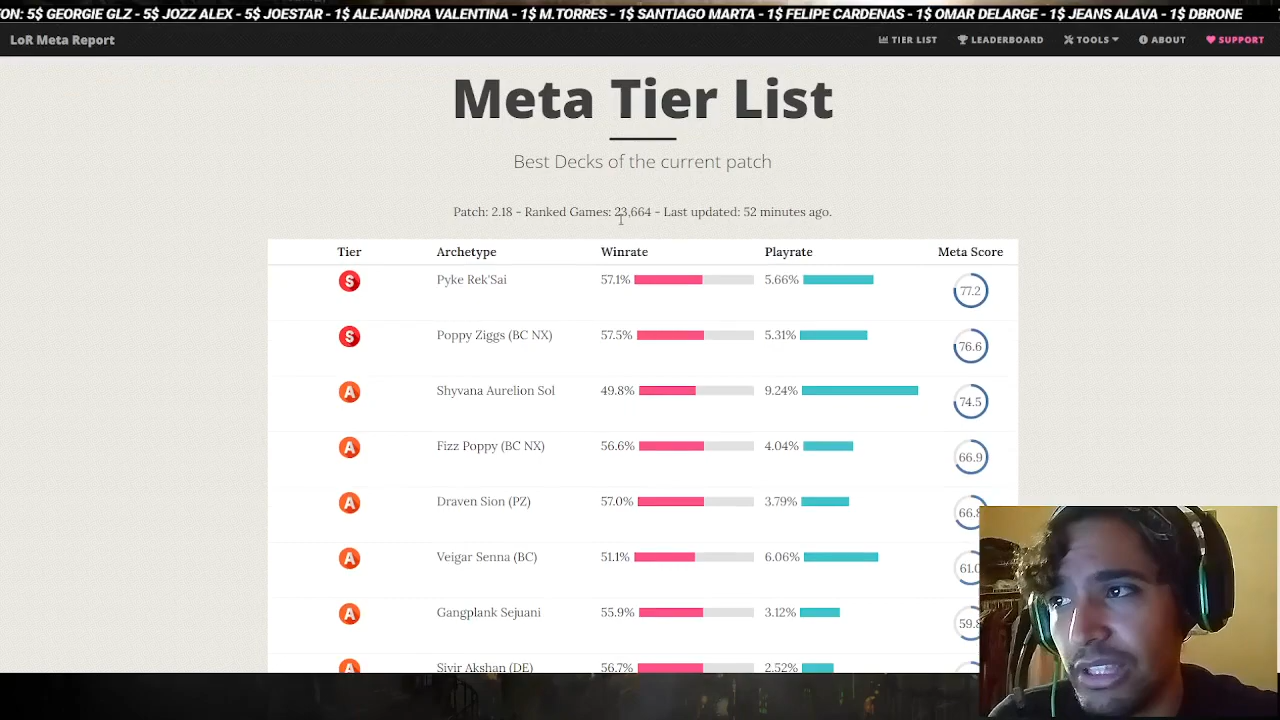 TON: 5$ GEORGIE GLZ - 5$ JOZZ ALEX - 5$ JOESTAR - 1$ ALEJANDRA VALENTINA - 1$ M.TORRES - 1$ SANTIAGO MARTA - 1$ FELIPE CARDENAS - 1$ OMAR DELARGE - 1$ JEANS ALAVA - 1$ DBRONE
LoR Meta Report TIER LIST LEADERBOARD TOOLS ABOUT SUPPORT
Meta Tier List
Best Decks of the current patch
Patch: 2.18 - Ranked Games: 23,664 - Last updated: 52 minutes ago.
Tier Archetype Winrate Playrate Meta Score
S Pyke Rek'Sai 57.1% 5.66% 77.2
S Poppy Ziggs (BC NX) 57.5% 5.31% 76.6
A Shyvana Aurelion Sol 49.8% 9.24% 74.5
A Fizz Poppy (BC NX) 56.6% 4.04% 66.9
A Draven Sion (PZ) 57.0% 3.79%
A Veigar Senna (BC) 51.1% 6.06% 61.0
A Gangplank Sejuani 55.9% 3.12% 59.8
A Sivir Akshan (DE) 56.7% 2.52%